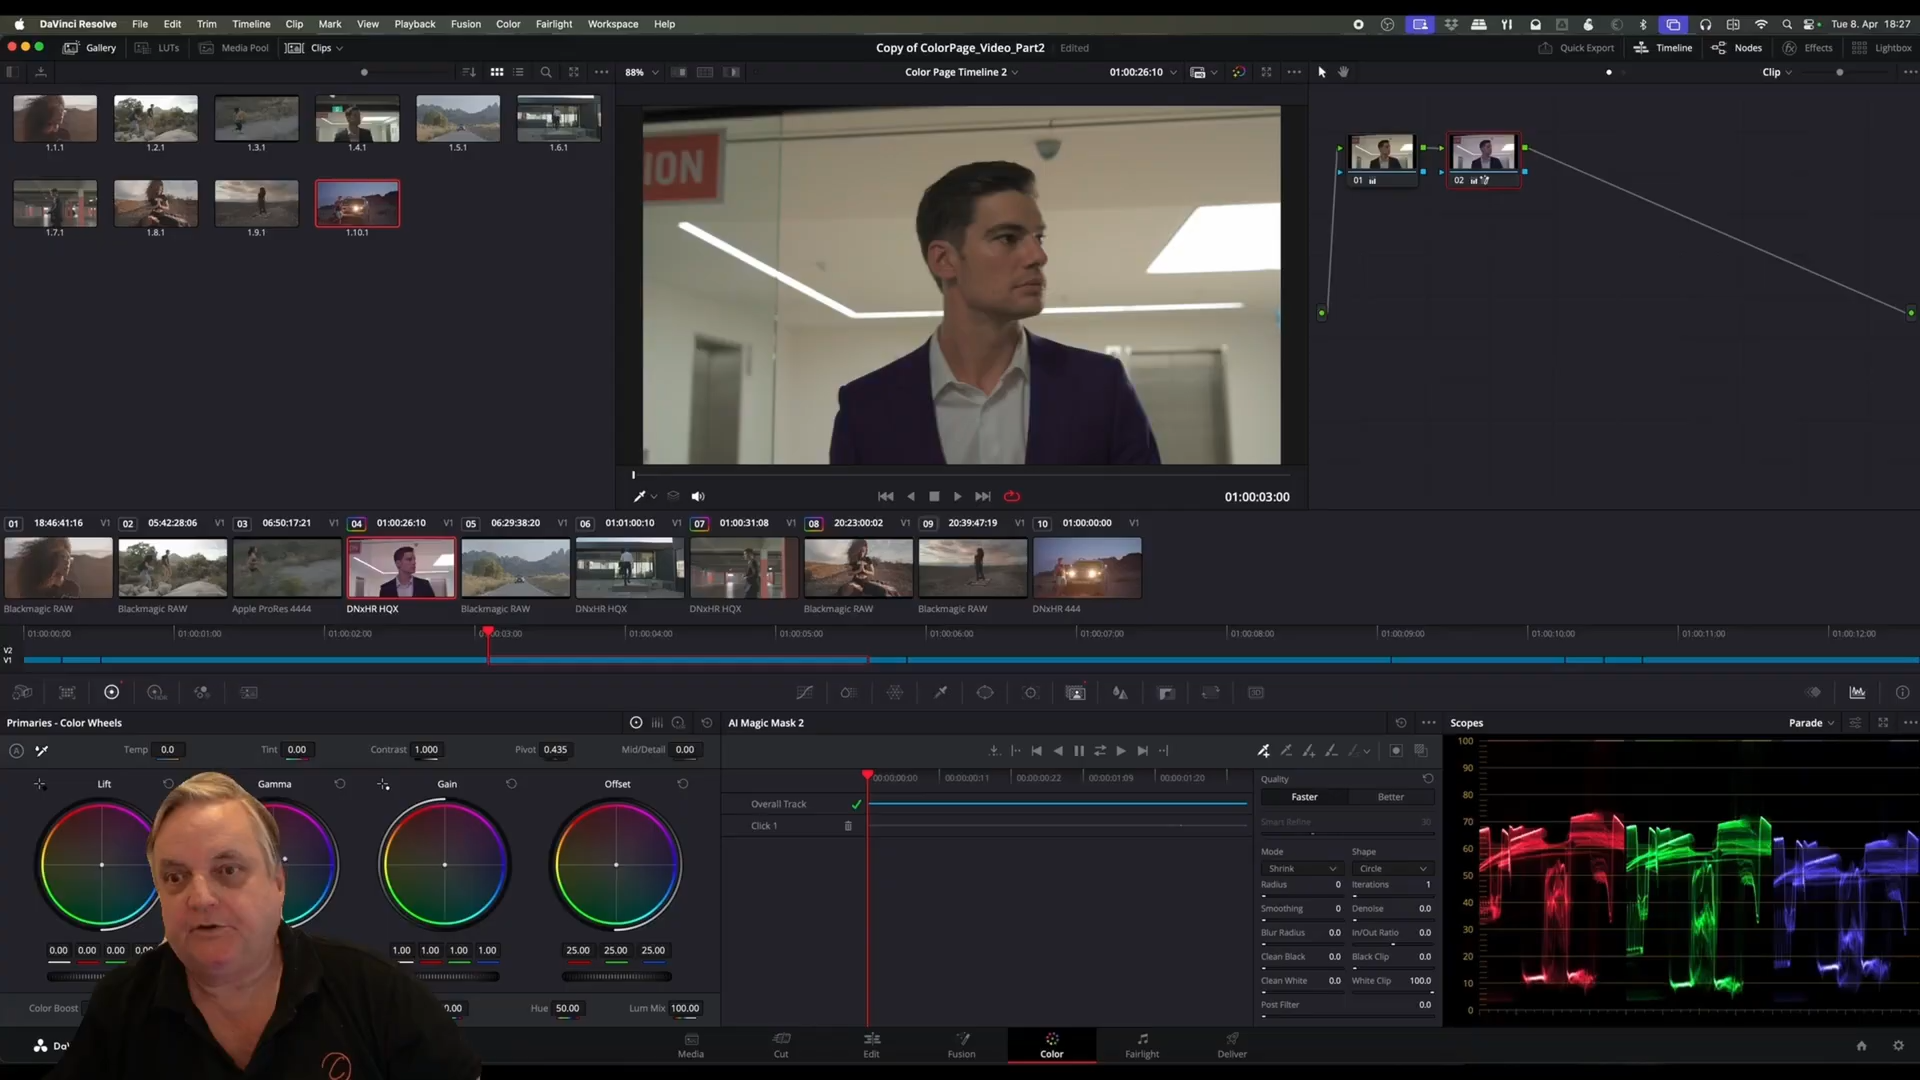 DaVinci Resolve File Edit Trim Timeline Clip Mark View Playback Fusion Color Fairlight Workspace Help Tue 8. Apr 18:27
Gallery LUTs Media Pool Clips Copy of ColorPage_Video_Part2 Edited Quick Export Timeline Nodes Effects Lightbox
88% Color Page Timeline 2 01:00:26:10 Clip
1.1.1 1.2.1 1.3.1 1.4.1 1.5.1 1.6.1
ION
01 02
1.7.1 1.8.1 1.9.1 1.10.1
01:00:03:00
01 18:46:41:16 V1 02 05:42:28:06 V1 03 06:50:17:21 V1 04 01:00:26:10 V1 05 06:29:38:20 V1 06 01:01:00:10 V1 07 01:00:31:08 V1 08 20:23:00:02 V1 09 20:39:47:19 V1 10 01:00:00:00 V1
Blackmagic RAW Blackmagic RAW Apple ProRes 4444 DNxHR HQX Blackmagic RAW DNxHR HQX DNxHR HQX Blackmagic RAW Blackmagic RAW DNxHR 444
01:00:00:00 01:00:01:00 01:00:02:00 01:00:04:00 01:00:05:00 01:00:06:00 01:00:07:00 01:00:08:00 01:00:09:00 01:00:10:00 01:00:11:00 01:00:12:00
V2
V1
Primaries - Color Wheels AI Magic Mask 2 Scopes Parade
Temp 0.0 Tint 0.00 Contrast 1.000 Pivot 0.435 Mid/Detail 0.00
Lift Gamma Gain Offset
00:00:00:00 00:00:00:11 00:00:00:22 00:00:01:09 00:00:01:20
Overall Track
Click 1
Quality
Faster Better
Smart Refine 30
Mode Shape
Shrink Circle
Radius 0 Iterations 1
Smoothing 0 Denoise 0.0
Blur Radius 0.0 In/Out Ratio 0.0
Clean Black 0.0 Black Clip 0.0
Clean White 0.0 White Clip 100.0
Post Filter 0.0
100
90
80
70
60
50
40
30
20
10
0
0.00 0.00 0.00 1.00 1.00 1.00 1.00 25.00 25.00 25.00
Color Boost Hue 50.00 Lum Mix 100.00
Media Cut Edit Fusion Color Fairlight Deliver